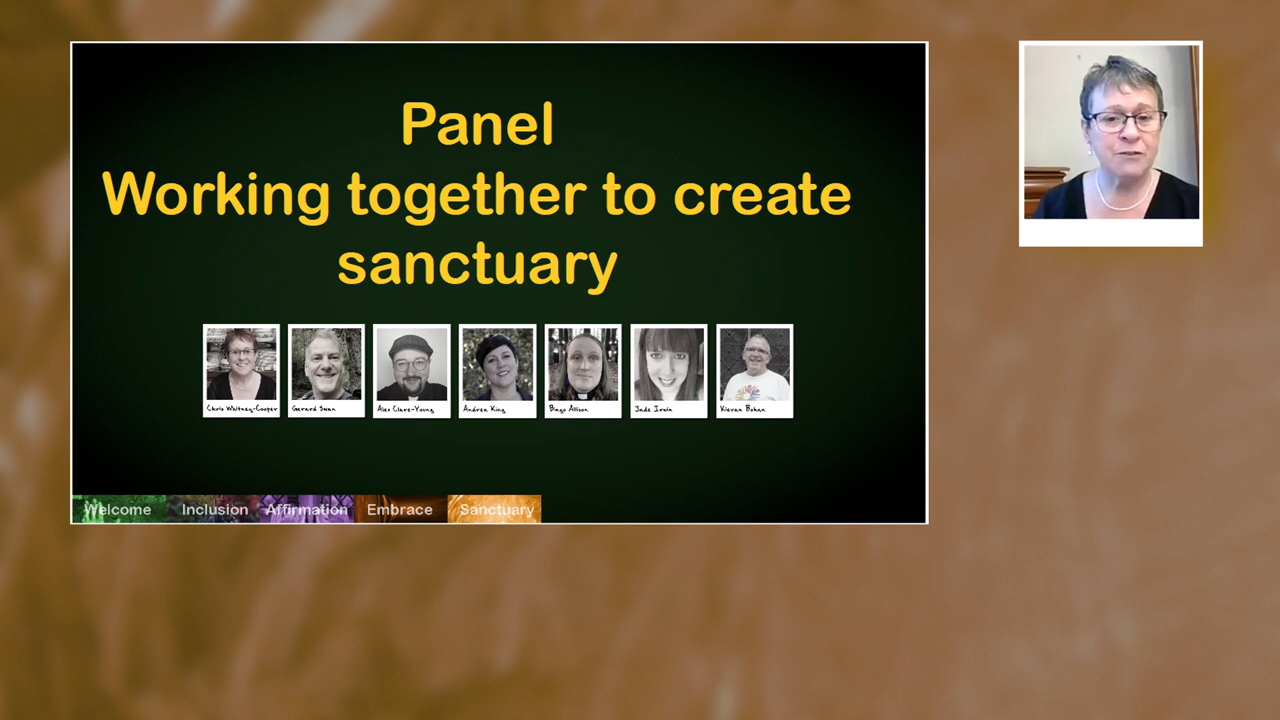 Panel
Working together to create
sanctuary
Chris Whitney-Cooper
Gerard Swan
Alex Clare-Young
Andrea King
Bingo Allison
Jade Irwin
Kieran Bohan
Welcome
Inclusion
Affirmation
Embrace
Sanctuary